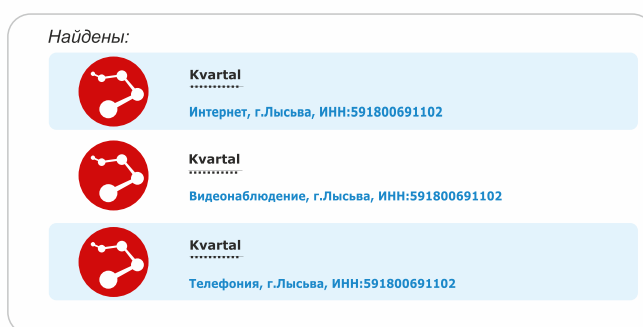 Найдены:
Kvartal
Интернет, г.Лысьва, ИНН:591800691102
Kvartal
Видеонаблюдение, г.Лысьва, ИНН:591800691102
Kvartal
Телефония, г.Лысьва, ИНН:591800691102